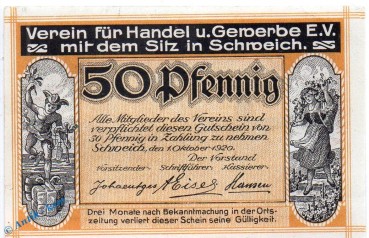 Verein für Handel u. Gewerbe E.V.
mit dem Sitz in Schweich.
50 Pfennig
Alle Mitglieder des Vereins sind
verpflichtet diesen Gutschein von
50 Pfennig in Zahlung zu nehmen
Schweich, den 1. Oktober 1920.
Der Vorstand
Vorsitzender Schriftführer Kassierer
Drei Monate nach Bekanntmachung in der Orts-
zeitung verliert dieser Schein seine Gültigkeit.